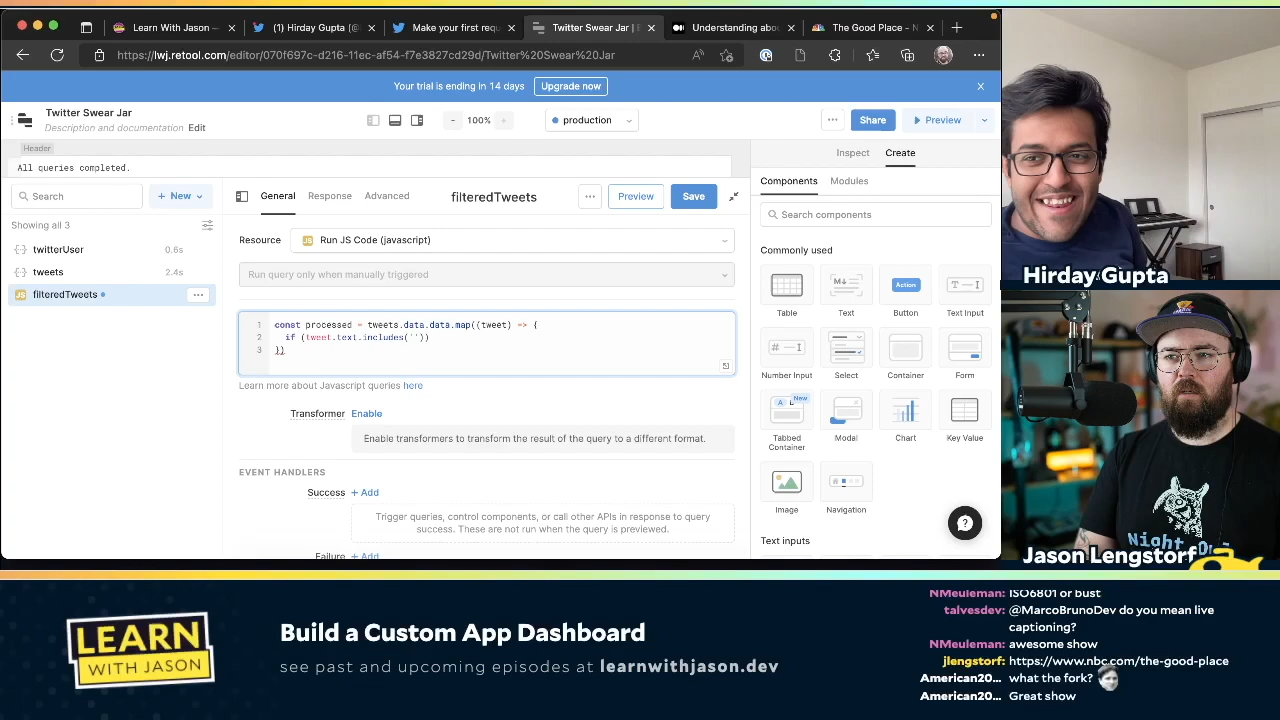 Learn With Jason —
(1) Hirday Gupta (@
Make your first requ
Twitter Swear Jar | 
Understanding abou
The Good Place - N
https://lwj.retool.com/editor/070f697c-d216-11ec-af54-f7e3827cd29d/Twitter%20Swear%20Jar
Your trial is ending in 14 days
Upgrade now
Twitter Swear Jar
Description and documentation Edit
- 100% +
production
Share
Preview
Header
All queries completed.
Inspect
Create
Search
+ New
General
Response
Advanced
filteredTweets
Preview
Save
Components
Modules
Showing all 3
Search components
twitterUser 0.6s
tweets 2.4s
filteredTweets
Resource
JS Run JS Code (javascript)
Run query only when manually triggered
1 const processed = tweets.data.data.map((tweet) => {
2 if (tweet.text.includes(''))
3 })
Learn more about Javascript queries here
Transformer Enable
Enable transformers to transform the result of the query to a different format.
EVENT HANDLERS
Success + Add
Trigger queries, control components, or call other APIs in response to query
success. These are not run when the query is previewed.
Failure + Add
Commonly used
Table
Text
Action
Button
Text Input
Number Input
Select
Container
Form
New
Tabbed
Container
Modal
Chart
Key Value
Image
Navigation
Text inputs
Hirday Gupta
Jason Lengstorf
LEARN
WITH JASON
Build a Custom App Dashboard
see past and upcoming episodes at learnwithjason.dev
NMeuleman: ISO6801 or bust
talvesdev: @MarcoBrunoDev do you mean live
captioning?
NMeuleman: awesome show
jlengstorf: https://www.nbc.com/the-good-place
American20... what the fork?
American20... Great show